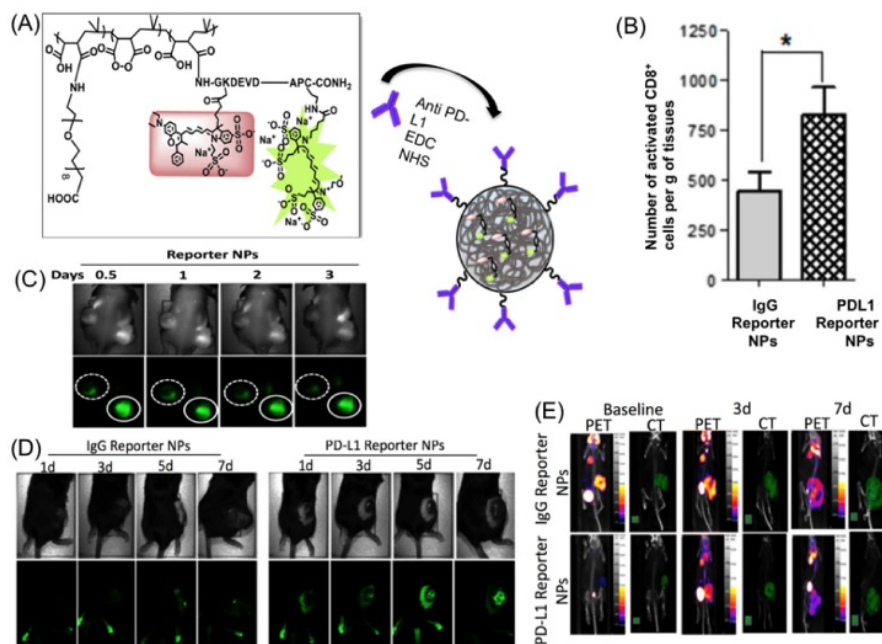 (A)
O
O
O
O
O
O
OH
O
O-O
OH
O
NH
NH-GKDEVD
APC-CONH2
NH
O
Na+
O
8
HOOC
Anti PD-
L1
EDC
NHS
(B)
Number of activated CD8+
cells per g of tissues
1250
1000
750
500
250
0
*
IgG
Reporter
NPs
PDL1
Reporter
NPs
(C)
Reporter NPs
Days 0.5 1 2 3
(D)
IgG Reporter NPs
PD-L1 Reporter NPs
1d 3d 5d 7d
1d 3d 5d 7d
(E)
Baseline 3d 7d
PET CT PET CT PET CT
IgG Reporter
NPs
PD-L1 Reporter
NPs